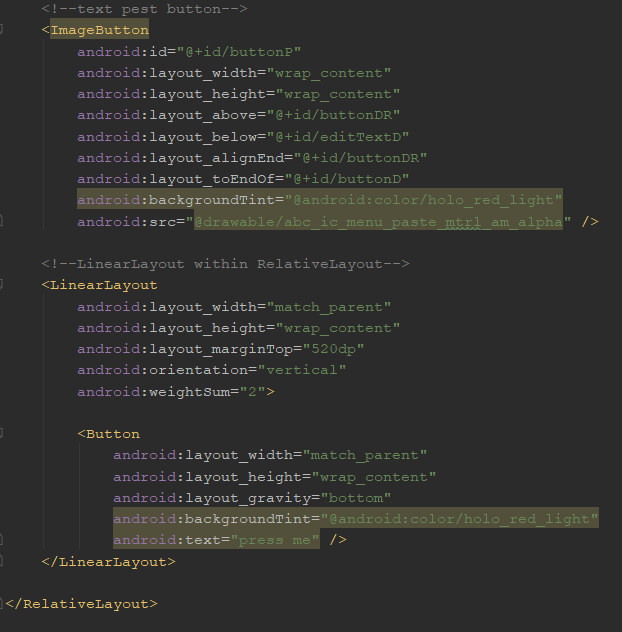 <!--text pest button-->
<ImageButton
android:id="@+id/buttonP"
android:layout_width="wrap_content"
android:layout_height="wrap_content"
android:layout_above="@+id/buttonDR"
android:layout_below="@+id/editTextD"
android:layout_alignEnd="@+id/buttonDR"
android:layout_toEndOf="@+id/buttonD"
android:backgroundTint="@android:color/holo_red_light"
android:src="@drawable/abc_ic_menu_paste_mtrl_am_alpha" />
<!--LinearLayout within RelativeLayout-->
<LinearLayout
android:layout_width="match_parent"
android:layout_height="wrap_content"
android:layout_marginTop="520dp"
android:orientation="vertical"
android:weightSum="2">
<Button
android:layout_width="match_parent"
android:layout_height="wrap_content"
android:layout_gravity="bottom"
android:backgroundTint="@android:color/holo_red_light"
android:text="press me" />
</LinearLayout>
</RelativeLayout>